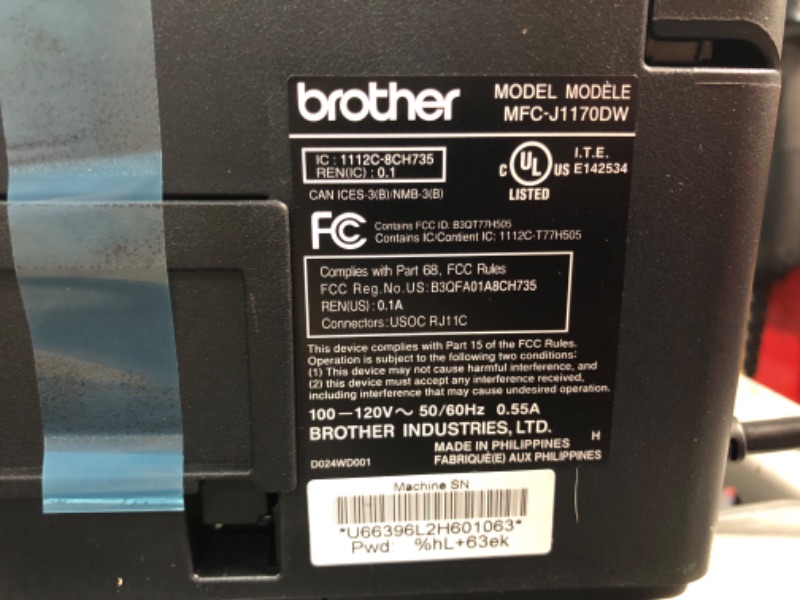 brother
MODEL MODÈLE
MFC-J1170DW
IC : 1112C-8CH735
REN(IC) : 0.1
CAN ICES-3(B)/NMB-3(B)
C UL US
LISTED
I.T.E.
E142534
FC
Contains FCC ID: B3QT77H505
Contains IC/Contient IC: 1112C-T77H505
Complies with Part 68, FCC Rules
FCC Reg.No.US:B3QFA01A8CH735
REN(US) : 0.1A
Connectors:USOC RJ11C
This device complies with Part 15 of the FCC Rules.
Operation is subject to the following two conditions:
(1) This device may not cause harmful interference, and
(2) this device must accept any interference received,
including interference that may cause undesired operation.
100—120V～ 50/60Hz 0.55A
BROTHER INDUSTRIES, LTD.
MADE IN PHILIPPINES H
D024WD001
FABRIQUÉ(E) AUX PHILIPPINES
Machine SN
*U66396L2H601063*
Pwd: %hL+63ek